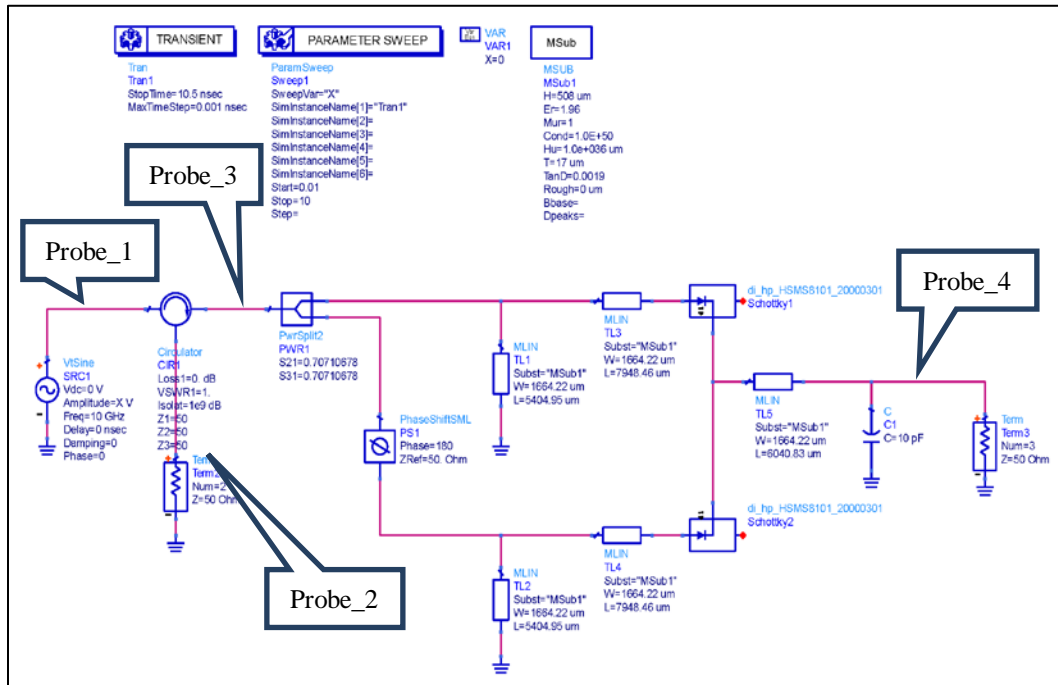 TRANSIENT
Tran
Tran1
StopTime=10.5 nsec
MaxTimeStep=0.001 nsec
PARAMETER SWEEP
ParamSweep
Sweep1
SweepVar="X"
SimInstanceName[1]="Tran1"
SimInstanceName[2]=
SimInstanceName[3]=
SimInstanceName[4]=
SimInstanceName[5]=
SimInstanceName[6]=
Start=0.01
Stop=10
Step=
VAR
VAR1
X=0
MSub
MSUB
MSub1
H=508 um
Er=1.96
Mur=1
Cond=1.0E+50
Hu=1.0e+036 um
T=17 um
TanD=0.0019
Rough=0 um
Bbase=
Dpeaks=
Probe_3
Probe_1
Probe_4
Probe_2
VtSine
SRC1
Vdc=0 V
Amplitude=X V
Freq=10 GHz
Delay=0 nsec
Damping=0
Phase=0
Circulator
CIR1
Loss1=0. dB
VSWR1=1.
Isolat=1e9 dB
Z1=50
Z2=50
Z3=50
Term2
Num=2
Z=50 Ohm
PwrSplit2
PWR1
S21=0.70710678
S31=0.70710678
PhaseShiftSML
PS1
Phase=180
ZRef=50. Ohm
MLIN
TL1
Subst="MSub1"
W=1664.22 um
L=5404.95 um
MLIN
TL3
Subst="MSub1"
W=1664.22 um
L=7948.46 um
di_hp_HSMS8101_20000301
Schottky1
MLIN
TL5
Subst="MSub1"
W=1664.22 um
L=6040.83 um
C
C1
C=10 pF
Term
Term3
Num=3
Z=50 Ohm
di_hp_HSMS8101_20000301
Schottky2
MLIN
TL4
Subst="MSub1"
W=1664.22 um
L=7948.46 um
MLIN
TL2
Subst="MSub1"
W=1664.22 um
L=5404.95 um